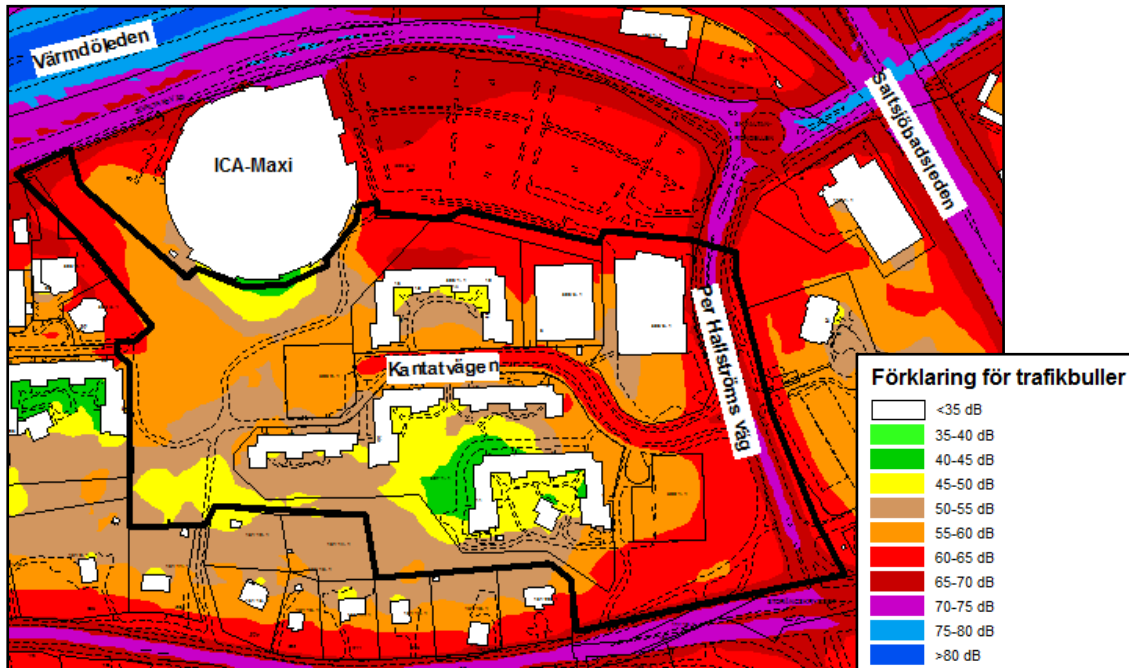 Värmdöleden
ICA-Maxi
Saltsjöbadsleden
Per Hallströms väg
Kantatvägen
Förklaring för trafikbuller
<35 dB
35-40 dB
40-45 dB
45-50 dB
50-55 dB
55-60 dB
60-65 dB
65-70 dB
70-75 dB
75-80 dB
>80 dB